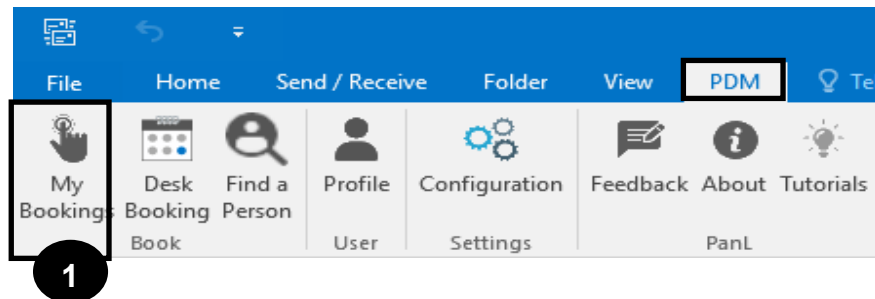 File Home Send / Receive Folder View PDM Te
My Desk Find a Profile Configuration Feedback About Tutorials
Bookings Booking Person
Book User Settings PanL
1